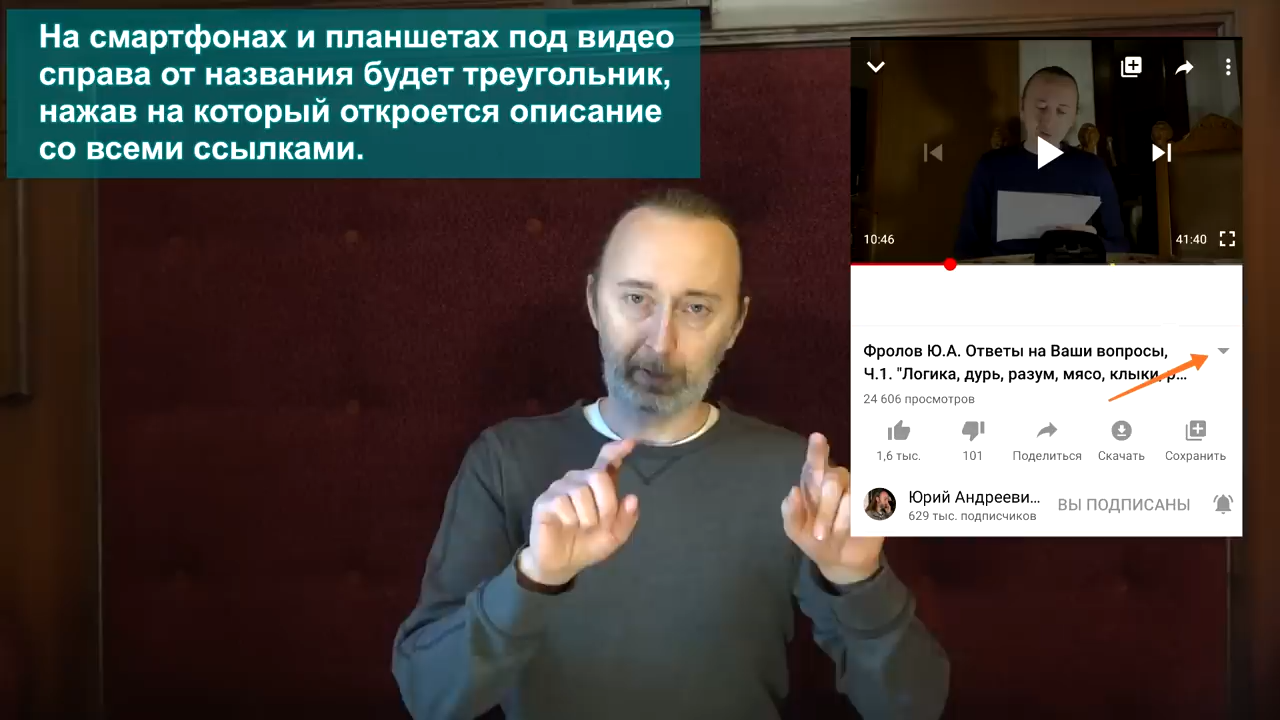 На смартфонах и планшетах под видео
справа от названия будет треугольник,
нажав на который откроется описание
со всеми ссылками.
10:46
41:40
Фролов Ю.А. Ответы на Ваши вопросы,
Ч.1. "Логика, дурь, разум, мясо, клыки, р...
24 606 просмотров
1,6 тыс.
101
Поделиться
Скачать
Сохранить
Юрий Андрееви...
ВЫ ПОДПИСАНЫ
629 тыс. подписчиков